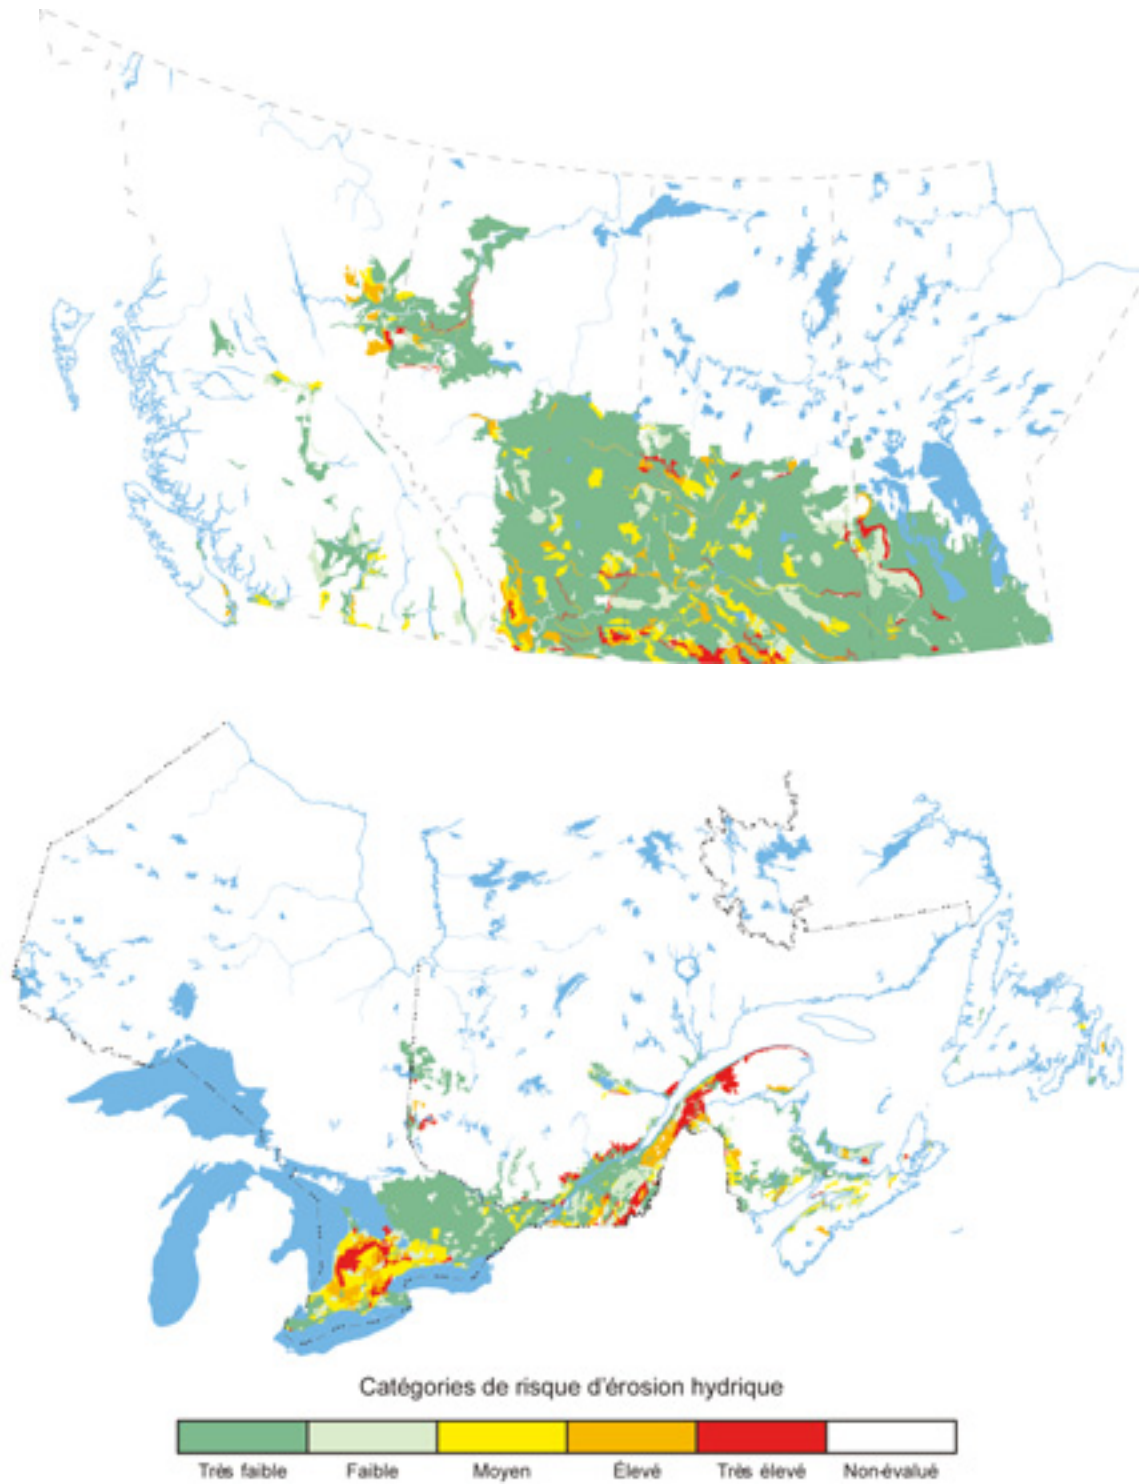 Catégories de risque d'érosion hydrique
Très faible
Faible
Moyen
Élevé
Très élevé
Non-évalué